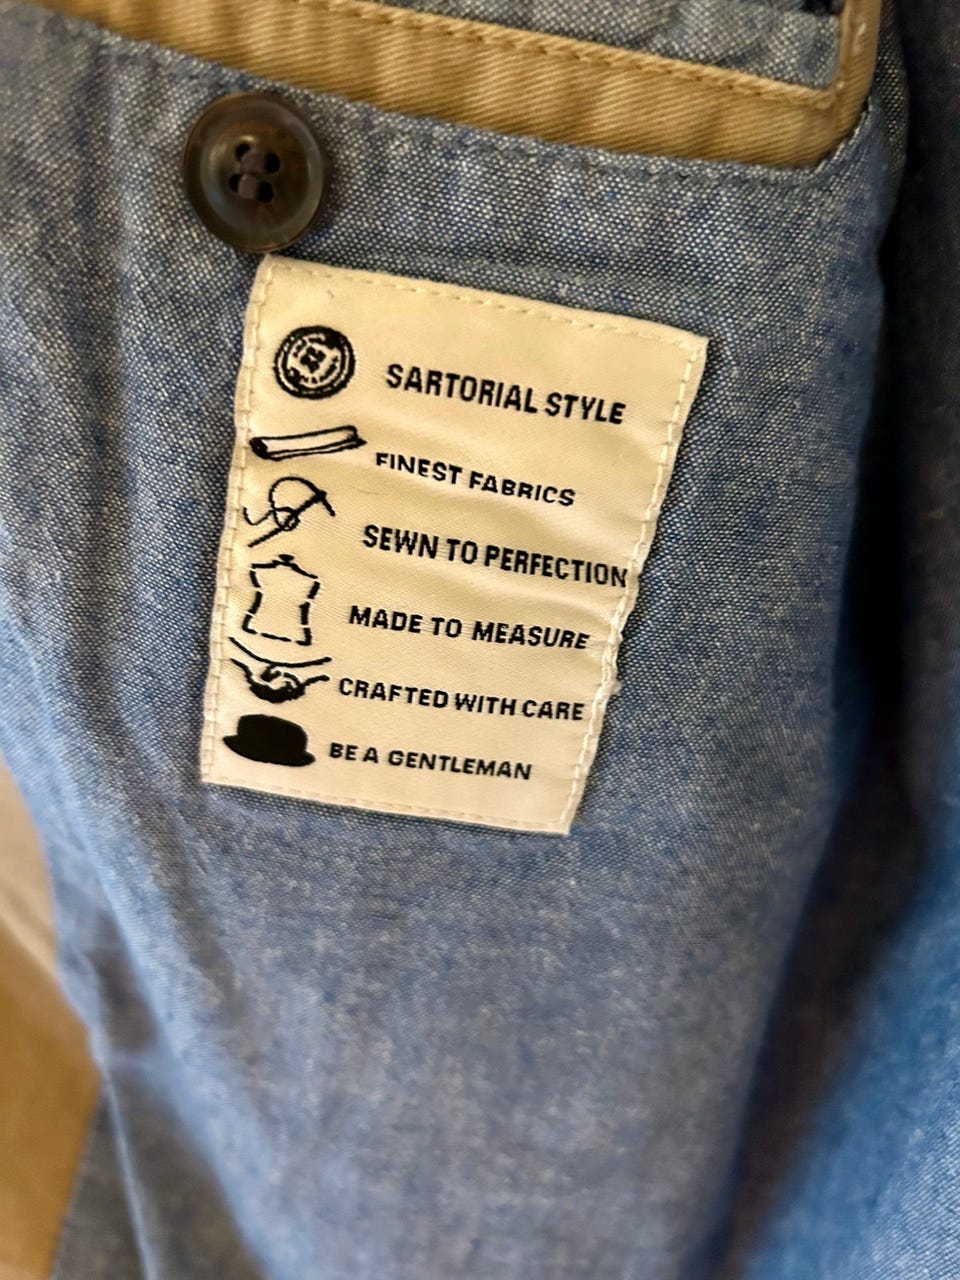 SARTORIAL STYLE
FINEST FABRICS
SEWN TO PERFECTION
MADE TO MEASURE
CRAFTED WITH CARE
BE A GENTLEMAN